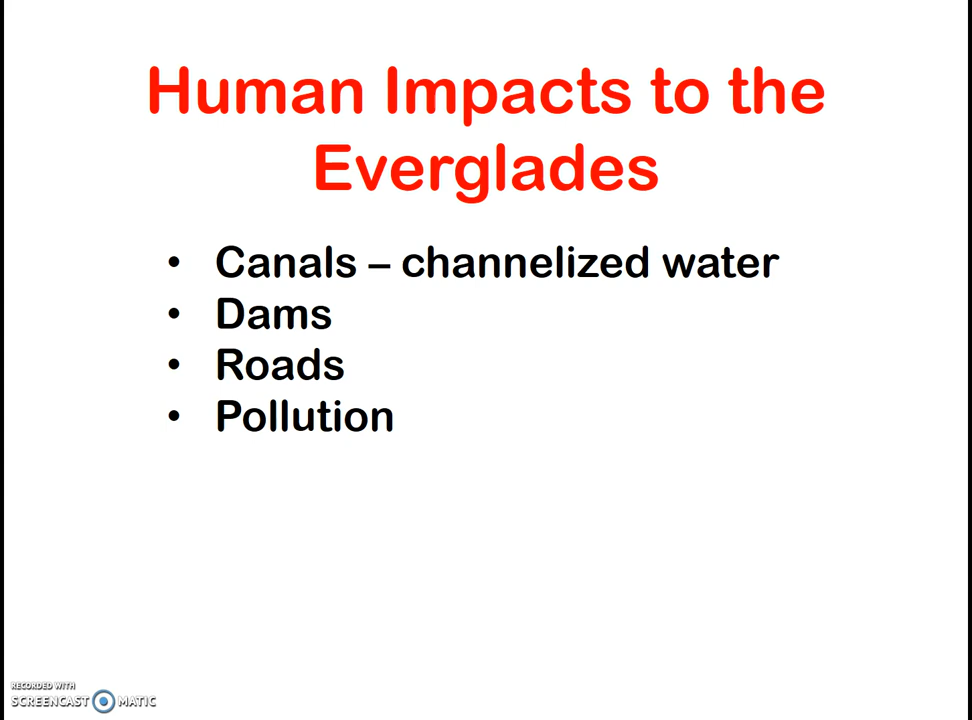 Human Impacts to the
Everglades
• Canals – channelized water
• Dams
• Roads
• Pollution
RECORDED WITH
SCREENCAST MATIC